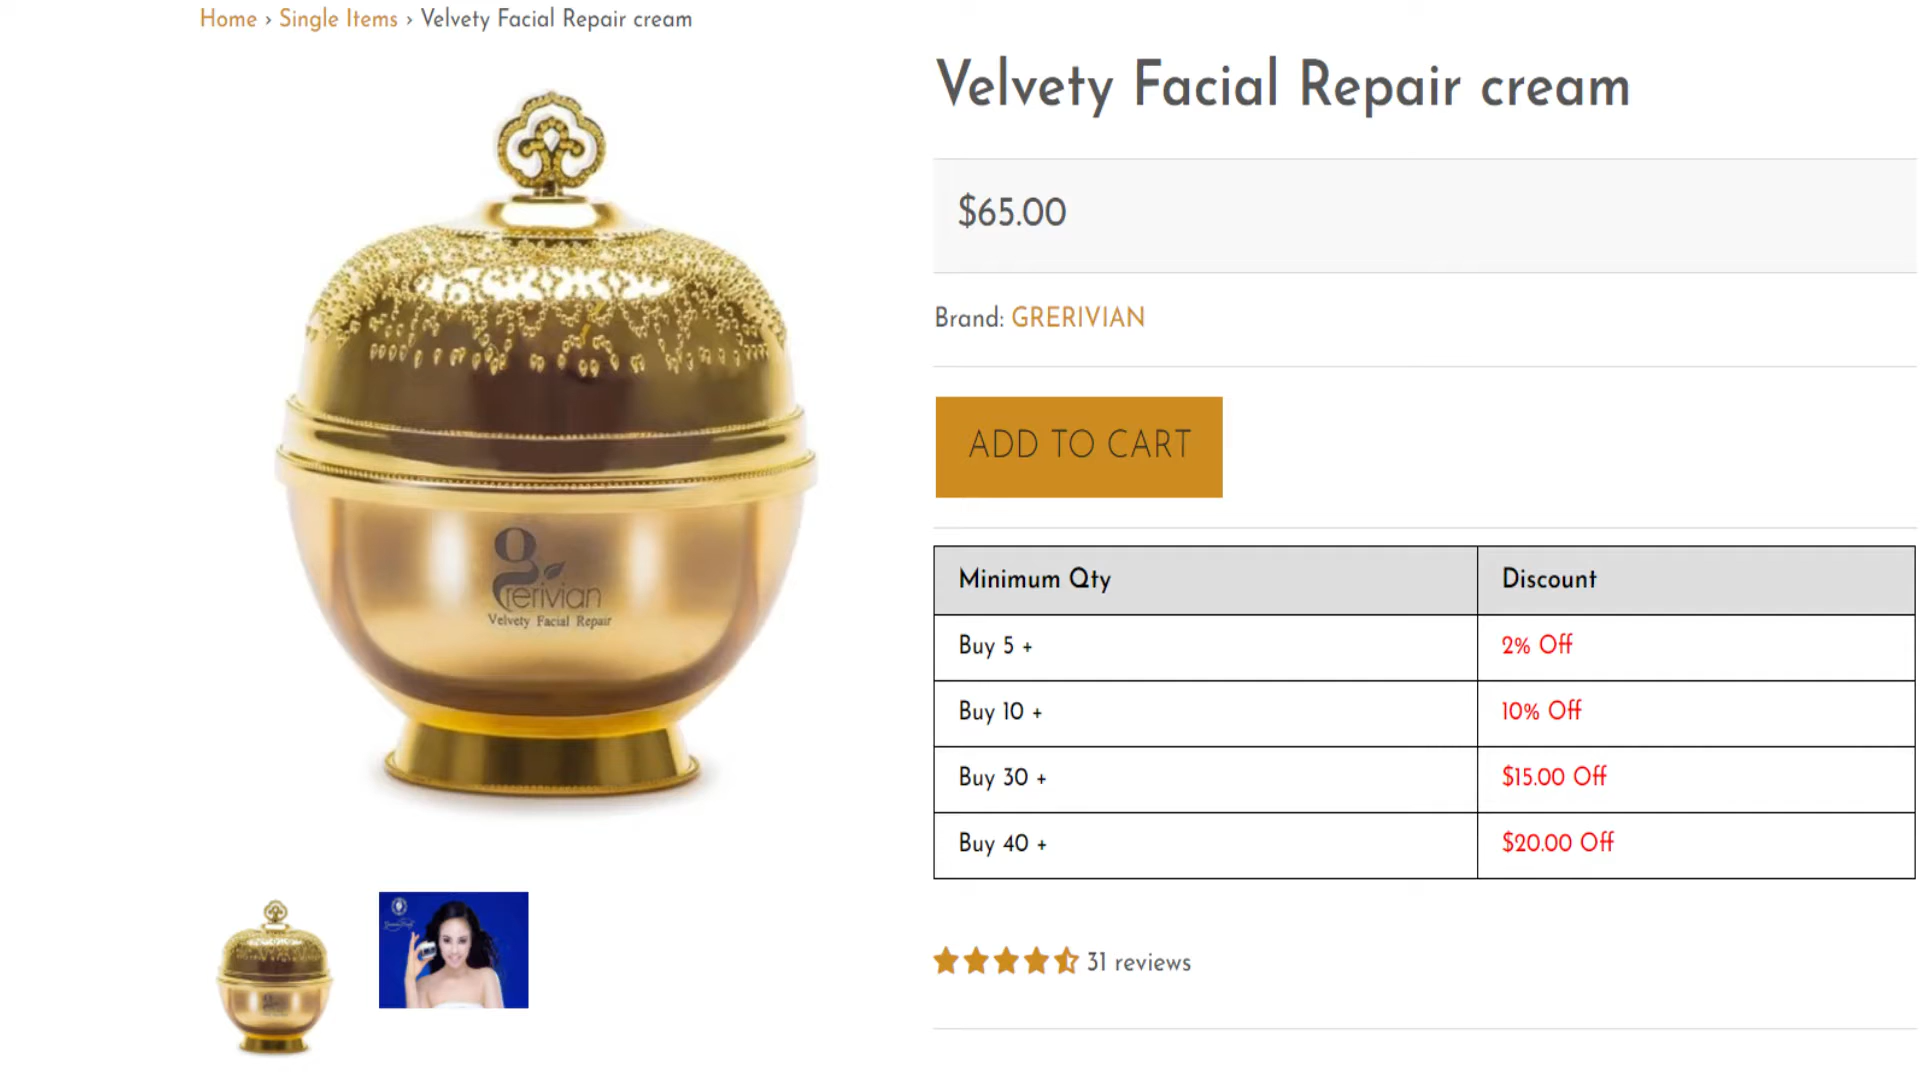 Home › Single Items › Velvety Facial Repair cream
Velvety Facial Repair cream
$65.00
Brand: GRERIVIAN
ADD TO CART
Minimum Qty Discount
Buy 5 + 2% Off
Buy 10 + 10% Off
Buy 30 + $15.00 Off
Buy 40 + $20.00 Off
31 reviews
grerivian
Velvety Facial Repair